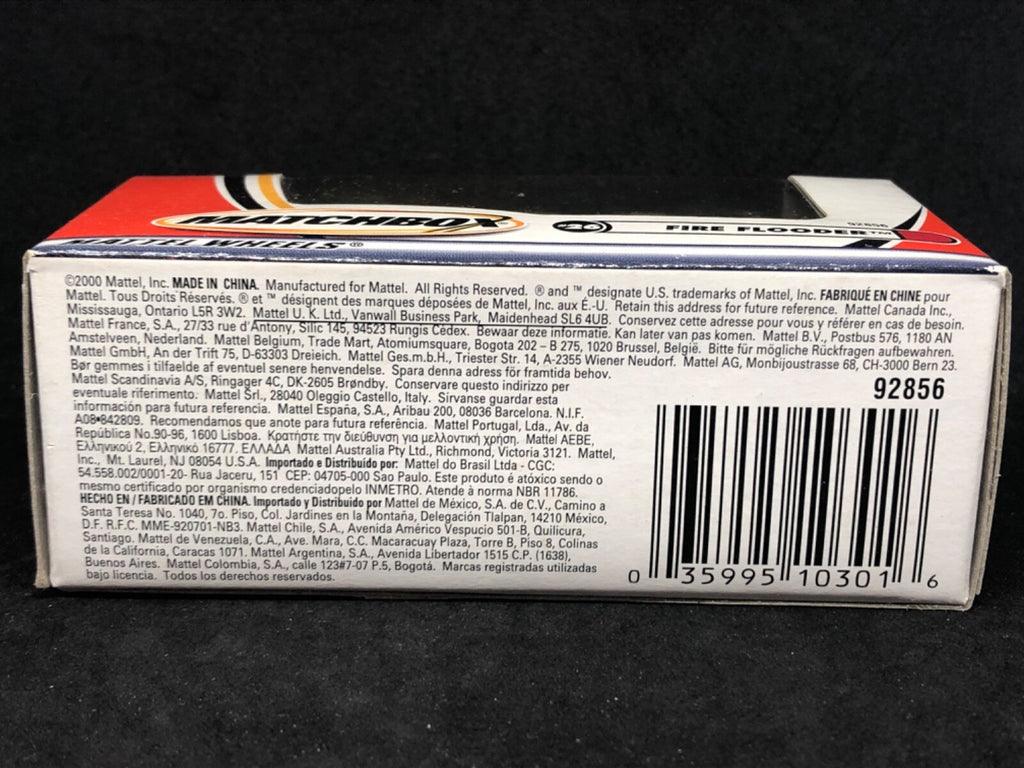 MATCHBOX
26 FIRE FLOODER™
92856
MATTEL WHEELS®
©2000 Mattel, Inc. MADE IN CHINA. Manufactured for Mattel. All Rights Reserved. ® and ™ designate U.S. trademarks of Mattel, Inc. FABRIQUÉ EN CHINE pour
Mattel. Tous Droits Réservés. ® et ™ désignent des marques déposées de Mattel, Inc. aux É.-U. Retain this address for future reference. Mattel Canada Inc.,
Mississauga, Ontario L5R 3W2. Mattel U.K. Ltd., Vanwall Business Park, Maidenhead SL6 4UB. Conservez cette adresse pour vous y référer en cas de besoin.
Mattel France, S.A., 27/33 rue d'Antony, Silic 145, 94523 Rungis Cédex. Bewaar deze informatie. Kan later van pas komen. Mattel B.V., Postbus 576, 1180 AN
Amstelveen, Nederland. Mattel Belgium, Trade Mart, Atomiumsquare, Bogota 202 – B 275, 1020 Brussel, België. Bitte für mögliche Rückfragen aufbewahren.
Mattel GmbH, An der Trift 75, D-63303 Dreieich. Mattel Ges.m.b.H., Triester Str. 14, A-2355 Wiener Neudorf. Mattel AG, Monbijoustrasse 68, CH-3000 Bern 23.
Bør gemmes i tilfaelde af eventuel senere henvendelse. Spara denna adress för framtida behov.
Mattel Scandinavia A/S, Ringager 4C, DK-2605 Brøndby. Conservare questo indirizzo per
eventuale riferimento. Mattel Srl., 28040 Oleggio Castello, Italy. Sírvanse guardar esta
información para futura referencia. Mattel España, S.A., Aribau 200, 08036 Barcelona. N.I.F.
A08•842809. Recomendamos que anote para futura referência. Mattel Portugal, Lda., Av. da
República No.90-96, 1600 Lisboa. Κρατήστε την διεύθυνση για μελλοντική χρήση. Mattel AEBE,
Ελληνικού 2, Ελληνικό 16777. ΕΛΛΑΔΑ Mattel Australia Pty Ltd., Richmond, Victoria 3121. Mattel,
Inc., Mt. Laurel, NJ 08054 U.S.A. Importado e Distribuido por: Mattel do Brasil Ltda - CGC:
54.558.002/0001-20- Rua Jaceru, 151 CEP: 04705-000 Sao Paulo. Este produto é atóxico sendo o
mesmo certificado por organismo credenciadopelo INMETRO. Atende à norma NBR 11786.
HECHO EN / FABRICADO EM CHINA. Importado y Distribuido por Mattel de México, S.A. de C.V., Camino a
Santa Teresa No. 1040, 7o. Piso, Col. Jardines en la Montaña, Delegación Tlalpan, 14210 México,
D.F. R.F.C. MME-920701-NB3. Mattel Chile, S.A., Avenida Américo Vespucio 501-B, Quilicura,
Santiago. Mattel de Venezuela, C.A., Ave. Mara, C.C. Macaracuay Plaza, Torre B, Piso 8, Colinas
de la California, Caracas 1071. Mattel Argentina, S.A., Avenida Libertador 1515 C.P. (1638),
Buenos Aires. Mattel Colombia, S.A., calle 123#7-07 P.5, Bogotá. Marcas registradas utilizadas
bajo licencia. Todos los derechos reservados.
92856
0 35995 10301 6